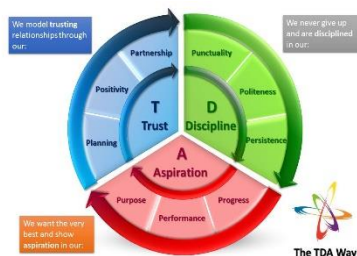 We model trusting
relationships through
our:
We never give up
and are disciplined
in our:
Partnership
Positivity
Planning
T
Trust
Punctuality
Politeness
Persistence
D
Discipline
A
Aspiration
Purpose
Performance
Progress
We want the very
best and show
aspiration in our:
The TDA Way